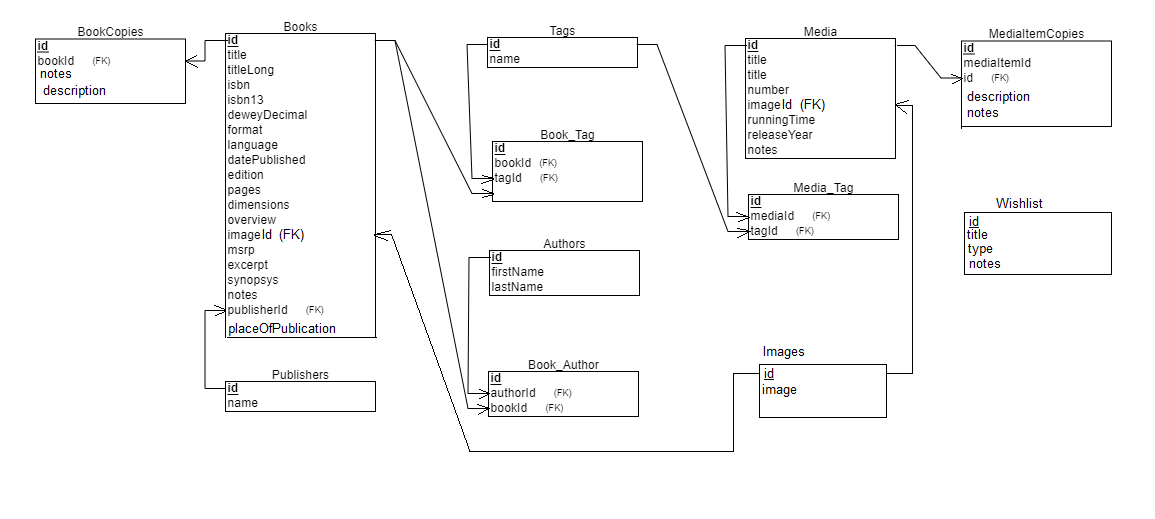 BookCopies
id
bookId (FK)
notes
description
Books
id
title
titleLong
isbn
isbn13
deweyDecimal
format
language
datePublished
edition
pages
dimensions
overview
imageId (FK)
msrp
excerpt
synopsys
notes
publisherId (FK)
placeOfPublication
Publishers
id
name
Tags
id
name
Book_Tag
id
bookId (FK)
tagId (FK)
Authors
id
firstName
lastName
Book_Author
id
authorId (FK)
bookId (FK)
Media
id
title
title
number
imageId (FK)
runningTime
releaseYear
notes
Media_Tag
id
mediaId (FK)
tagId (FK)
Images
id
image
MediaItemCopies
id
mediaItemId
id (FK)
description
notes
Wishlist
id
title
type
notes